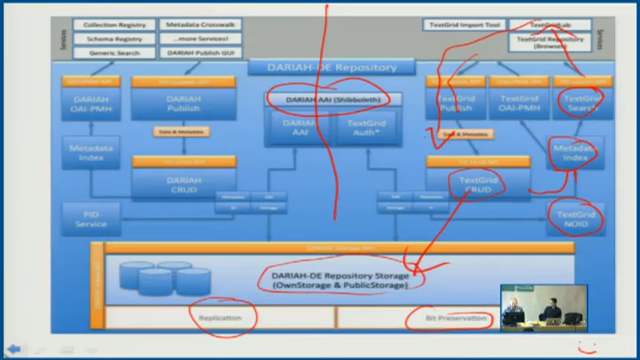 Services
Collection Registry
Metadata Crosswalk
Schema Registry
...more Services!
Generic Search
DARIAH Publish GUI
TextGrid Import Tool
TextGridLab
TextGrid Repository
(Browser)
Services
DARIAH-DE Repository
DARIAH
OAI-PMH
DARIAH
Publish
DARIAH AAI (Shibboleth)
DARIAH
AAI
TextGrid
Auth*
TextGrid
Publish
TextGrid
OAI-PMH
TextGrid
Search
Data & Metadata
Data & Metadata
Metadata
Index
DARIAH
CRUD
TextGrid
CRUD
Metadata
Index
PID
Service
TextGrid
NOID
DARIAH-DE Repository Storage
(OwnStorage & PublicStorage)
Replication
Bit Preservation